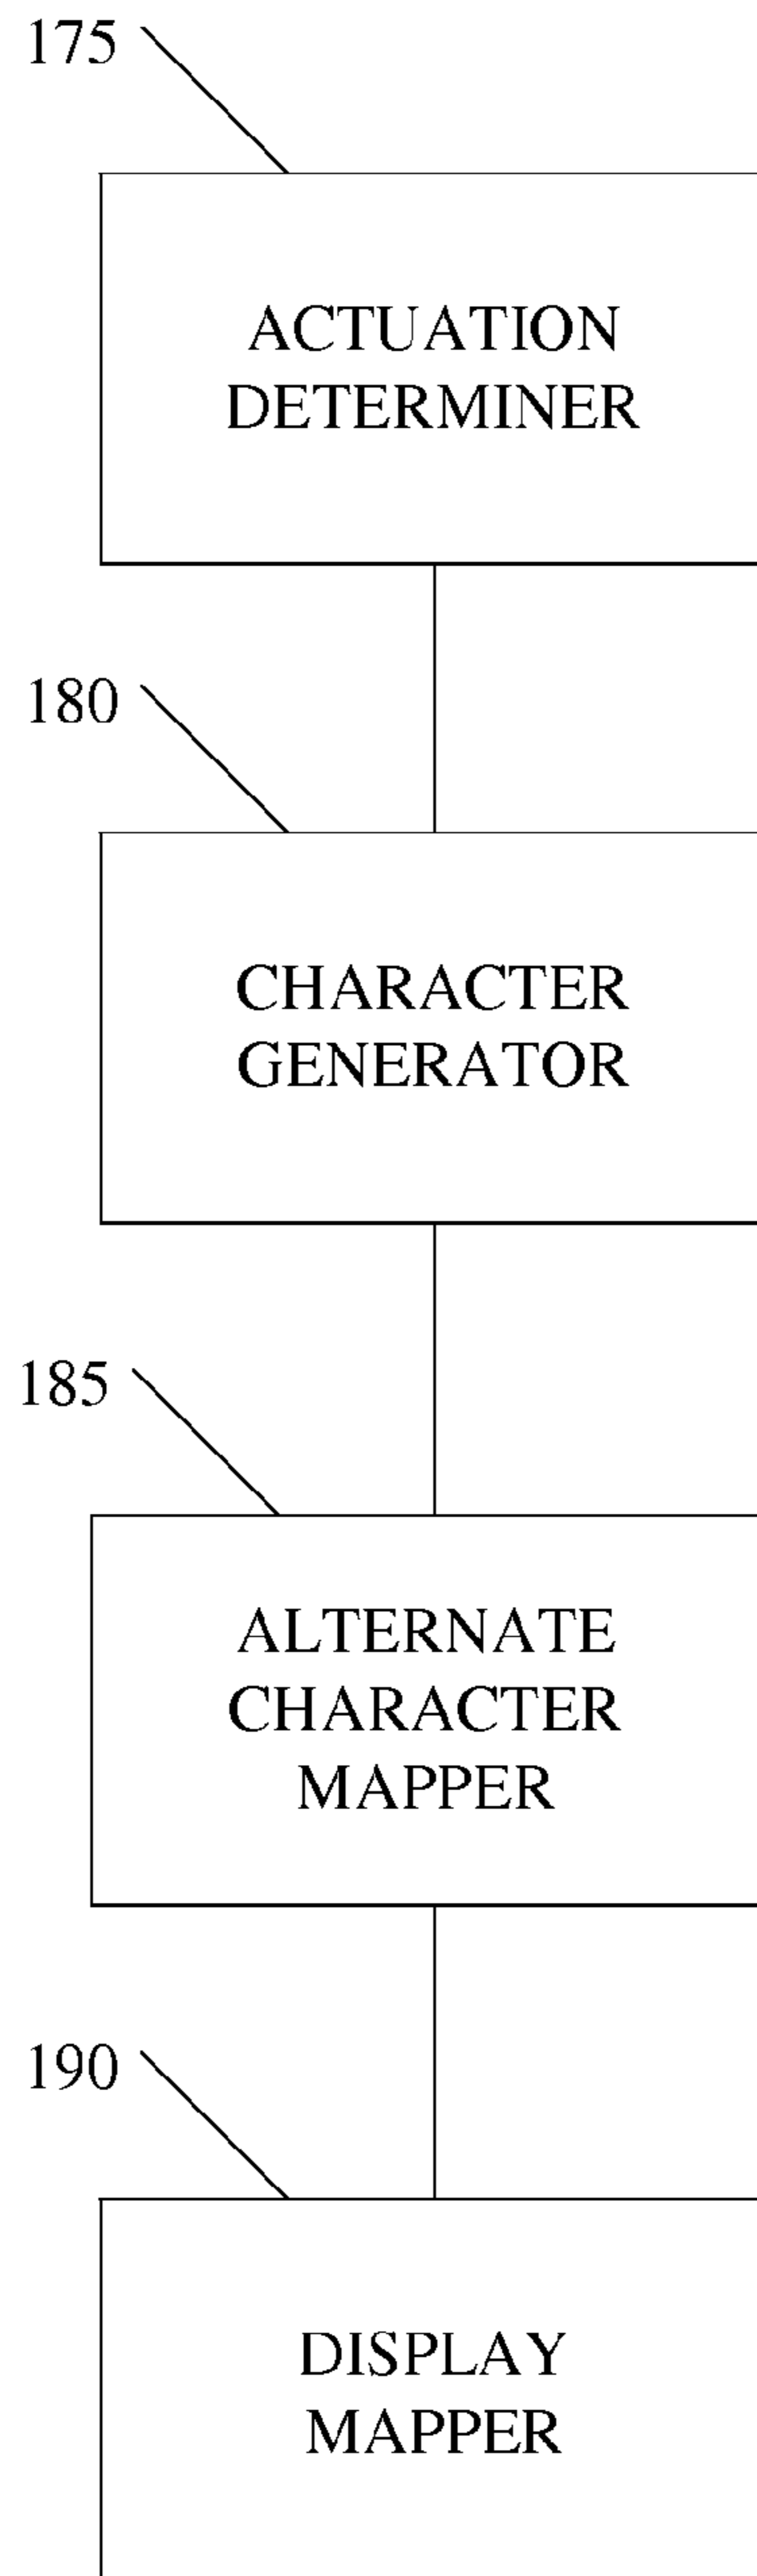 175
ACTUATION
DETERMINER
180
CHARACTER
GENERATOR
185
ALTERNATE
CHARACTER
MAPPER
190
DISPLAY
MAPPER